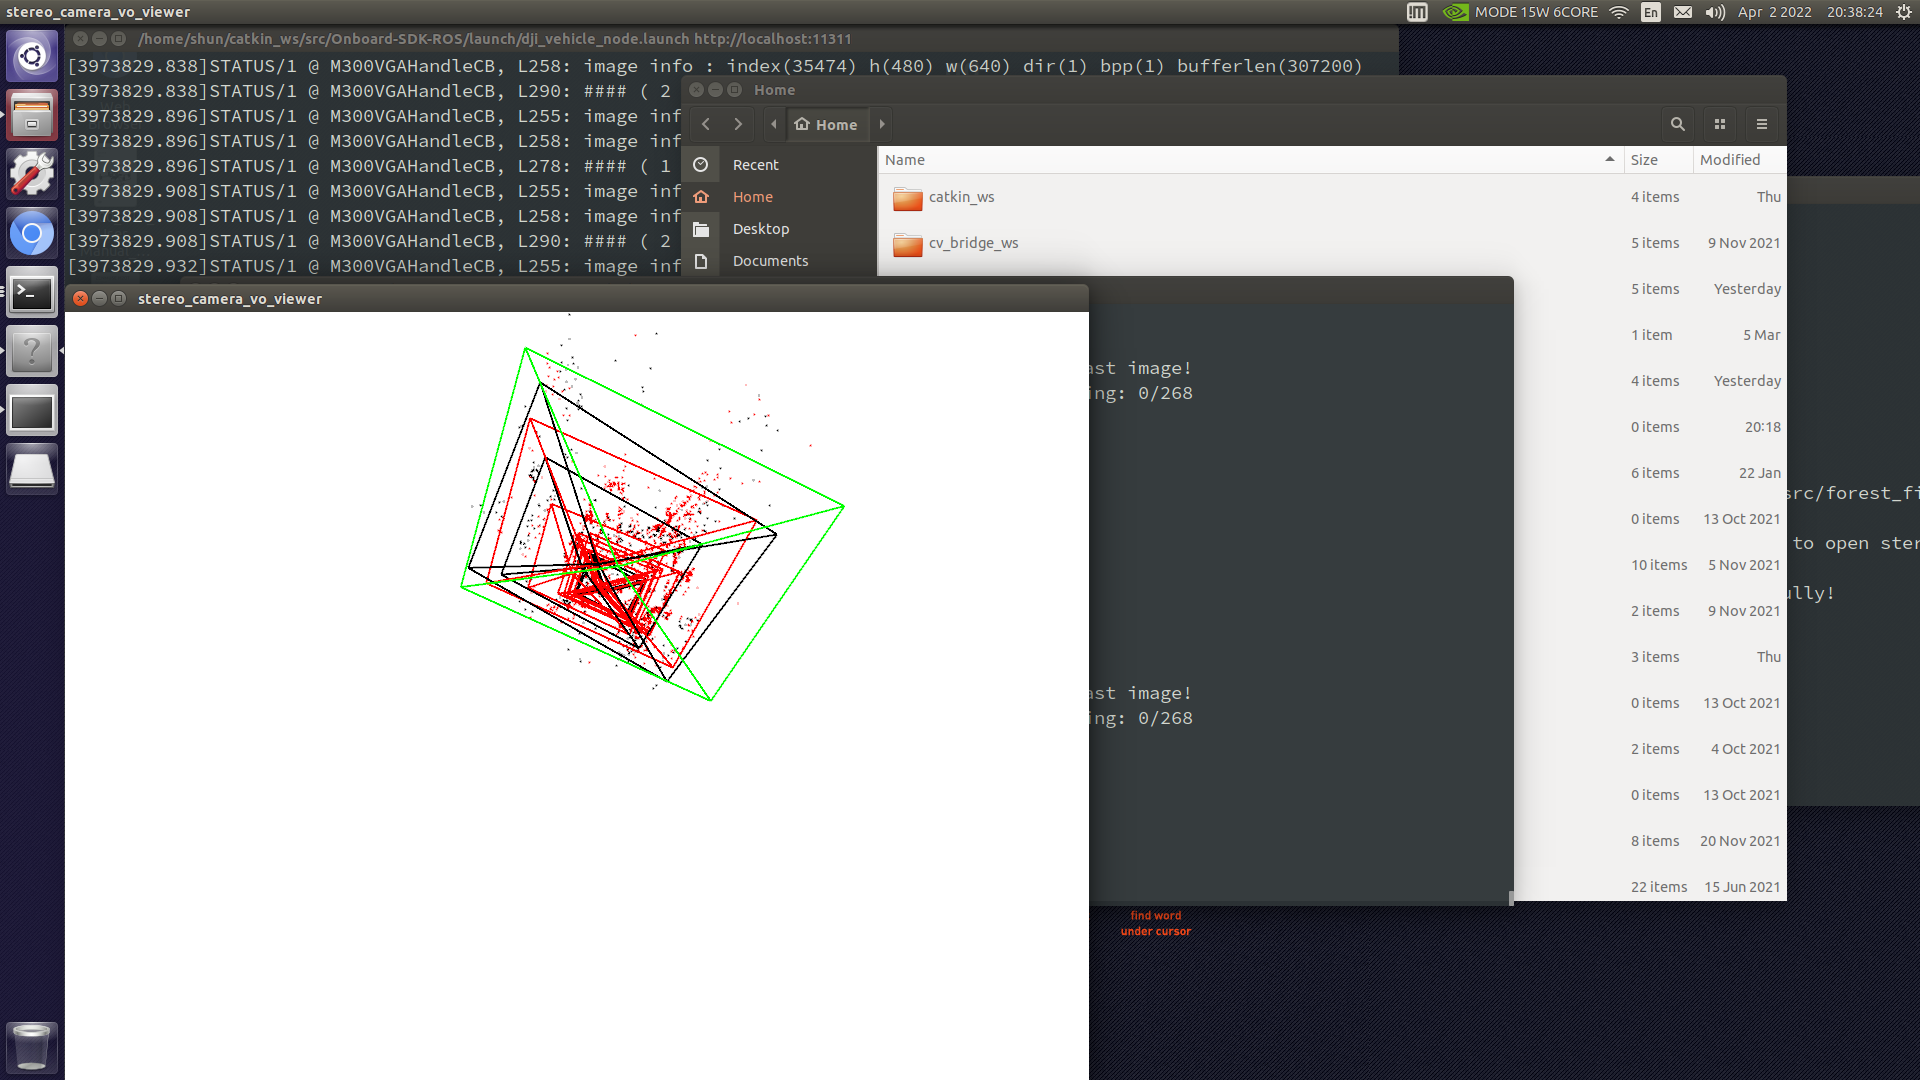 stereo_camera_vo_viewer
MODE 15W 6CORE
En
Apr 2 2022
20:38:24
/home/shun/catkin_ws/src/Onboard-SDK-ROS/launch/dji_vehicle_node.launch http://localhost:11311
[3973829.838]STATUS/1 @ M300VGAHandleCB, L258: image info : index(35474) h(480) w(640) dir(1) bpp(1) bufferlen(307200)
[3973829.838]STATUS/1 @ M300VGAHandleCB, L290: #### ( 2
[3973829.896]STATUS/1 @ M300VGAHandleCB, L255: image inf
[3973829.896]STATUS/1 @ M300VGAHandleCB, L258: image inf
[3973829.896]STATUS/1 @ M300VGAHandleCB, L278: #### ( 1
[3973829.908]STATUS/1 @ M300VGAHandleCB, L255: image inf
[3973829.908]STATUS/1 @ M300VGAHandleCB, L258: image inf
[3973829.908]STATUS/1 @ M300VGAHandleCB, L290: #### ( 2
[3973829.932]STATUS/1 @ M300VGAHandleCB, L255: image inf
Home
Home
Recent
Home
Desktop
Documents
Name Size Modified
catkin_ws 4 items Thu
cv_bridge_ws 5 items 9 Nov 2021
5 items Yesterday
1 item 5 Mar
4 items Yesterday
0 items 20:18
6 items 22 Jan
0 items 13 Oct 2021
10 items 5 Nov 2021
2 items 9 Nov 2021
3 items Thu
0 items 13 Oct 2021
2 items 4 Oct 2021
0 items 13 Oct 2021
8 items 20 Nov 2021
22 items 15 Jun 2021
stereo_camera_vo_viewer
ast image!
ing: 0/268
ast image!
ing: 0/268
src/forest_fi
to open ster
ully!
find word
under cursor